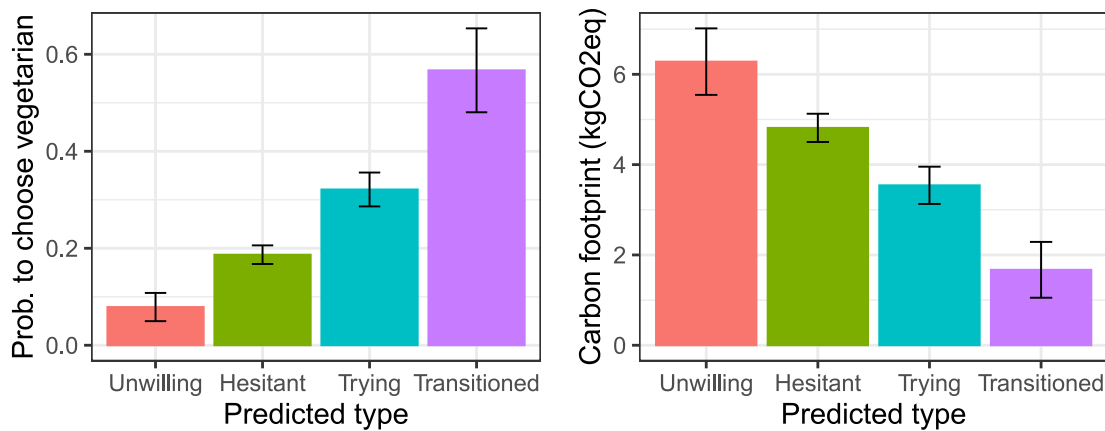 Prob. to choose vegetarian
0.6
0.4
0.2
0.0
Unwilling Hesitant Trying Transitioned
Predicted type
Carbon footprint (kgCO2eq)
6
4
2
0
Unwilling Hesitant Trying Transitioned
Predicted type